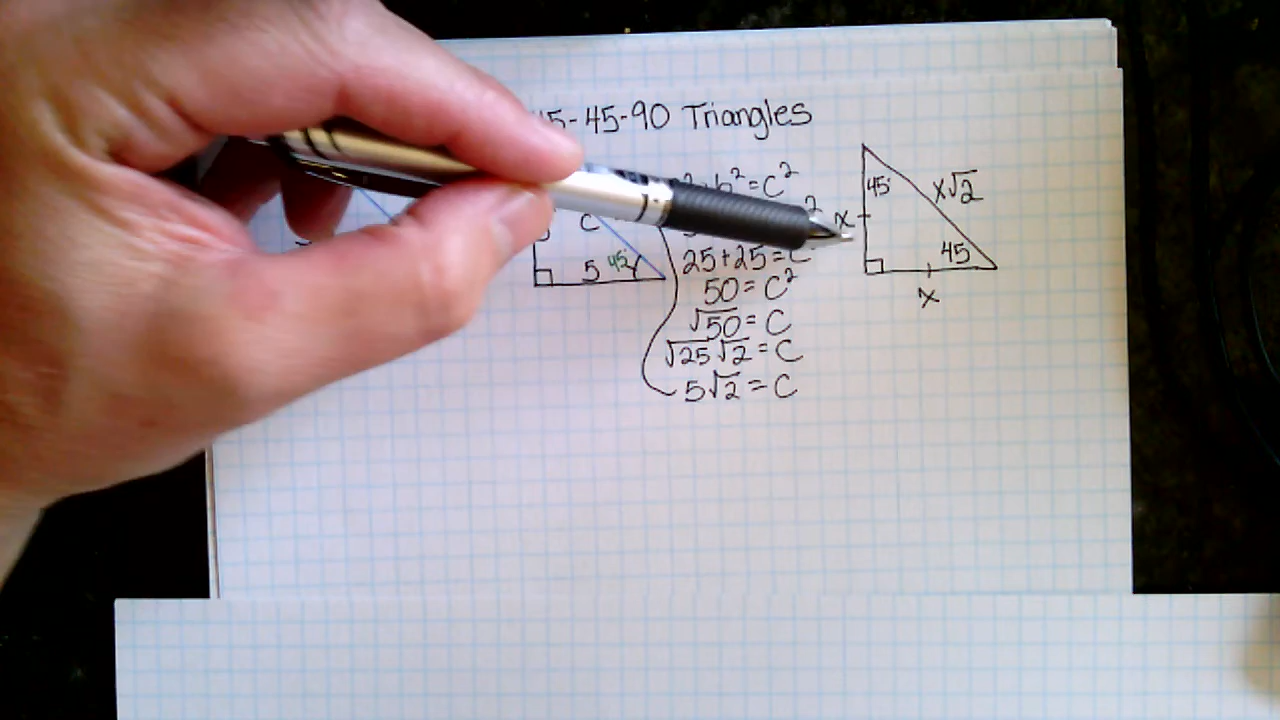 45-45-90 Triangles
b²=C²
25+25=C
50=C²
√50=C
√25√2=C
5√2=C
C
5 45°
45°
x√2
x
45
x